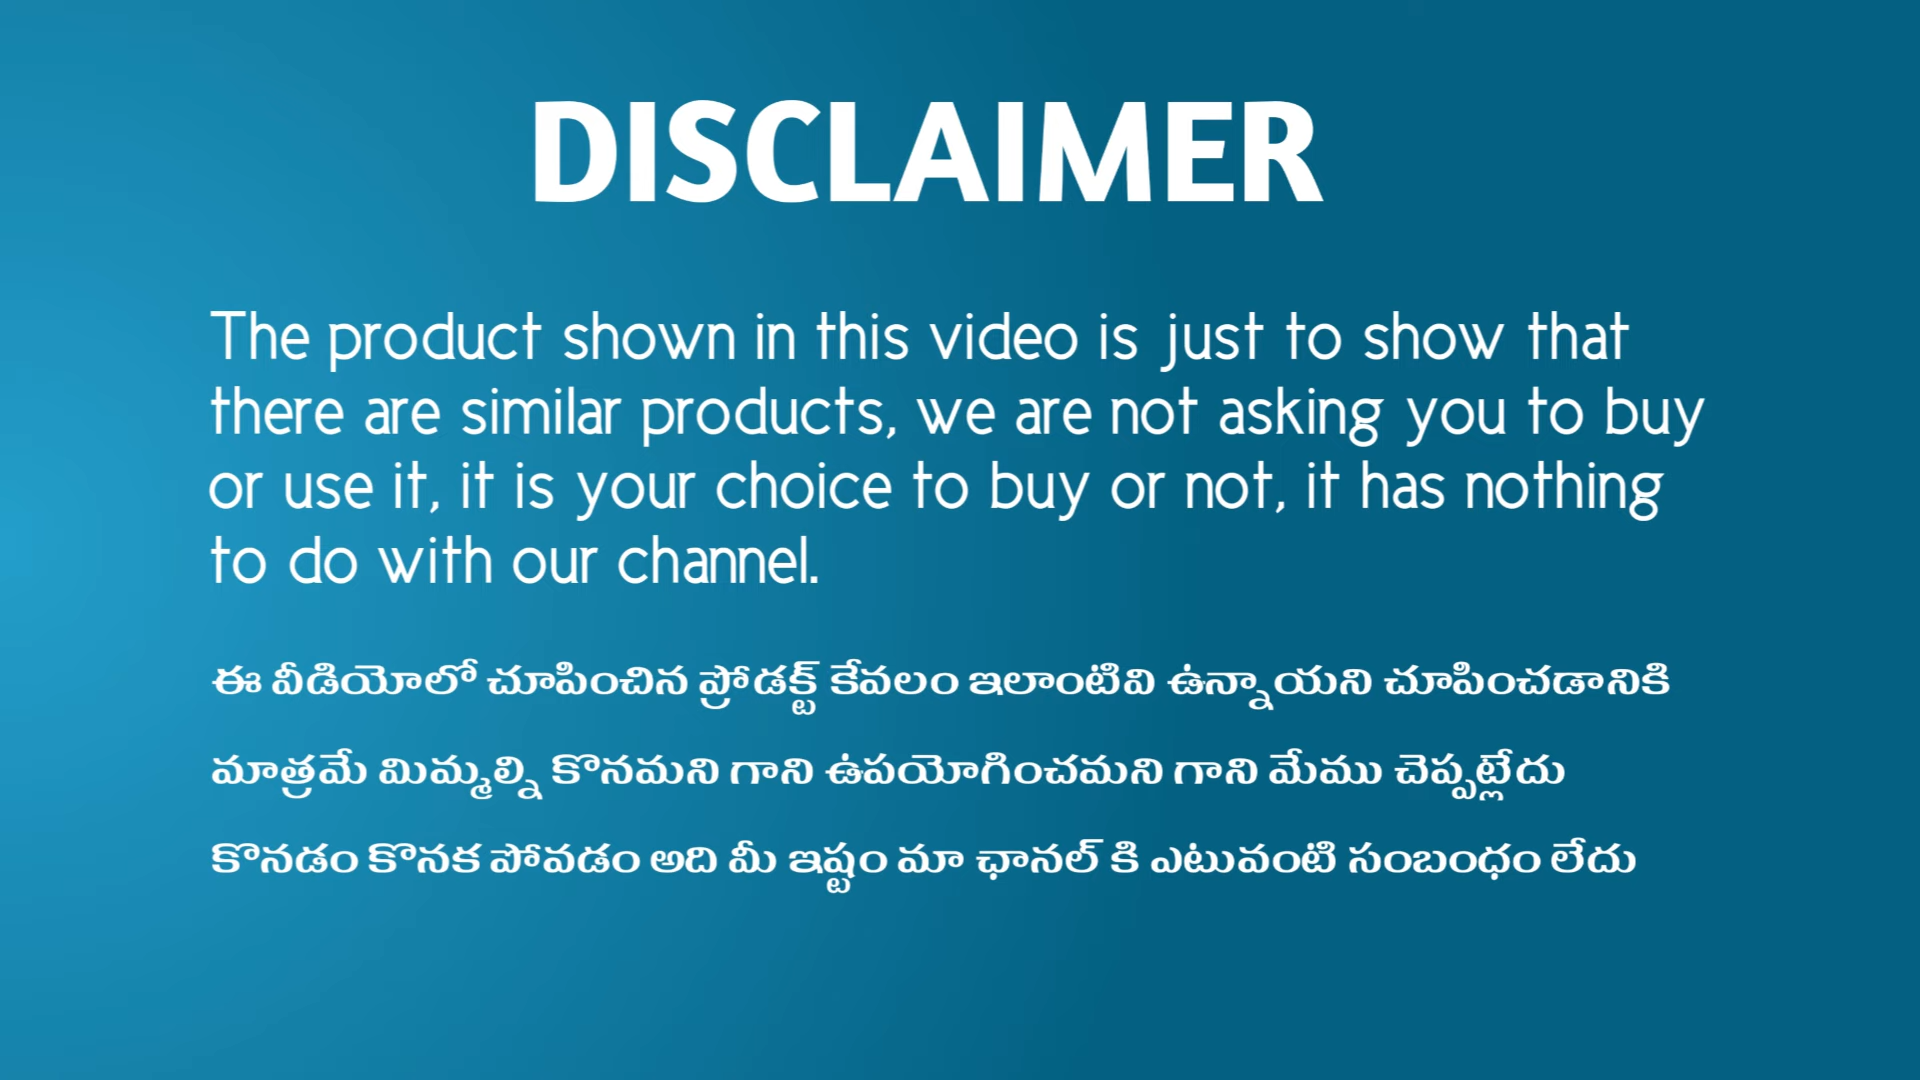 DISCLAIMER
The product shown in this video is just to show that
there are similar products, we are not asking you to buy
or use it, it is your choice to buy or not, it has nothing
to do with our channel.
ఈ వీడియోలో చూపించిన ప్రోడక్ట్ కేవలం ఇలాంటివి ఉన్నాయని చూపించడానికి
మాత్రమే మిమ్మల్ని కొనమని గాని ఉపయోగించమని గాని మేము చెప్పట్లేదు
కొనడం కొనక పోవడం అది మీ ఇష్టం మా ఛానల్ కి ఎటువంటి సంబంధం లేదు